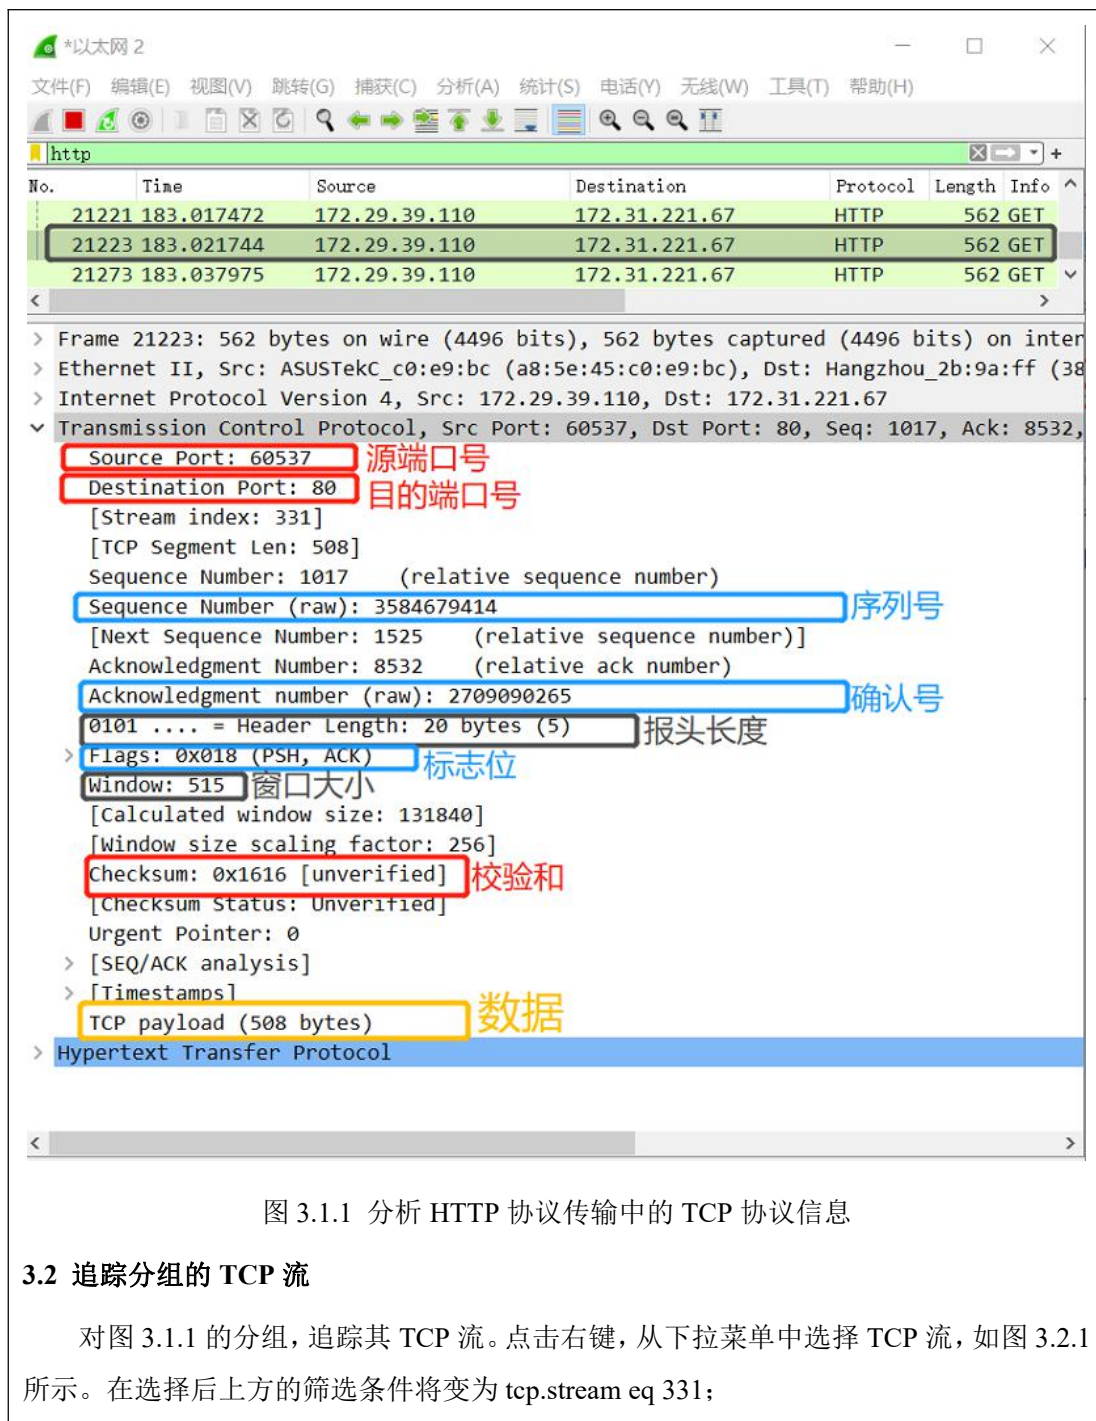 *以太网 2
文件(F) 编辑(E) 视图(V) 跳转(G) 捕获(C) 分析(A) 统计(S) 电话(Y) 无线(W) 工具(T) 帮助(H)
http
No. Time Source Destination Protocol Length Info
21221 183.017472 172.29.39.110 172.31.221.67 HTTP 562 GET
21223 183.021744 172.29.39.110 172.31.221.67 HTTP 562 GET
21273 183.037975 172.29.39.110 172.31.221.67 HTTP 562 GET
Frame 21223: 562 bytes on wire (4496 bits), 562 bytes captured (4496 bits) on inter
Ethernet II, Src: ASUSTekC_c0:e9:bc (a8:5e:45:c0:e9:bc), Dst: Hangzhou_2b:9a:ff (38
Internet Protocol Version 4, Src: 172.29.39.110, Dst: 172.31.221.67
Transmission Control Protocol, Src Port: 60537, Dst Port: 80, Seq: 1017, Ack: 8532,
Source Port: 60537 源端口号
Destination Port: 80 目的端口号
[Stream index: 331]
[TCP Segment Len: 508]
Sequence Number: 1017 (relative sequence number)
Sequence Number (raw): 3584679414 序列号
[Next Sequence Number: 1525 (relative sequence number)]
Acknowledgment Number: 8532 (relative ack number)
Acknowledgment number (raw): 2709090265 确认号
0101 .... = Header Length: 20 bytes (5) 报头长度
Flags: 0x018 (PSH, ACK) 标志位
Window: 515 窗口大小
[Calculated window size: 131840]
[Window size scaling factor: 256]
Checksum: 0x1616 [unverified] 校验和
[Checksum Status: Unverified]
Urgent Pointer: 0
[SEQ/ACK analysis]
[Timestamps]
TCP payload (508 bytes) 数据
Hypertext Transfer Protocol
图 3.1.1 分析 HTTP 协议传输中的 TCP 协议信息
3.2 追踪分组的 TCP 流
对图 3.1.1 的分组，追踪其 TCP 流。点击右键，从下拉菜单中选择 TCP 流，如图 3.2.1
所示。在选择后上方的筛选条件将变为 tcp.stream eq 331；